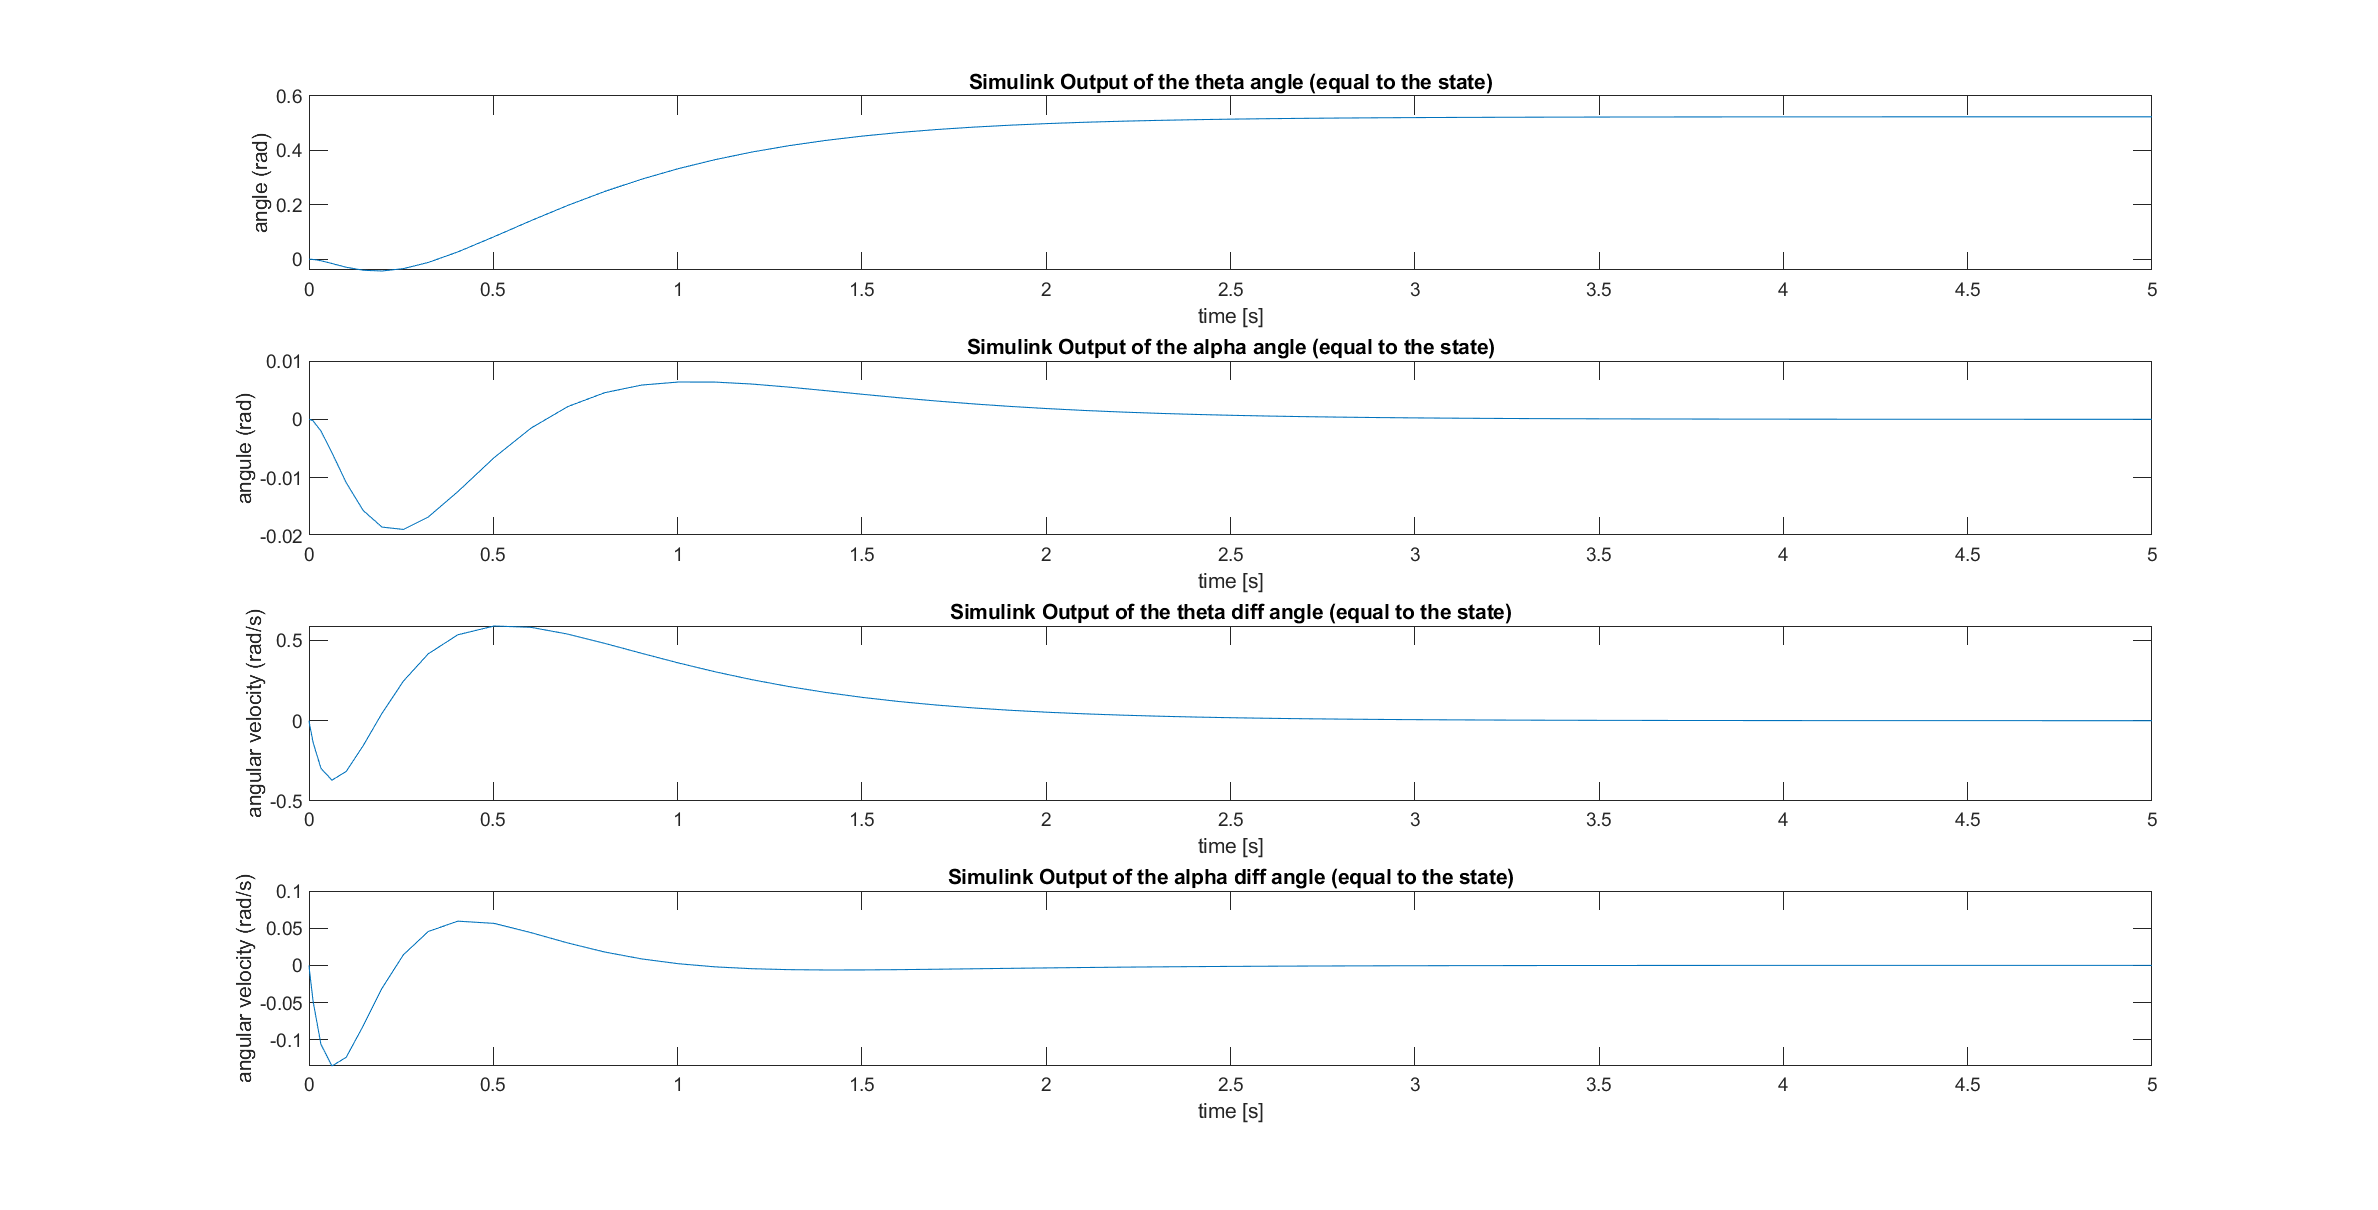 Simulink Output of the theta angle (equal to the state)
0.6
0.4
0.2
0
angle (rad)
0 0.5 1 1.5 2 2.5 3 3.5 4 4.5 5
time [s]
Simulink Output of the alpha angle (equal to the state)
0.01
0
-0.01
-0.02
angule (rad)
0 0.5 1 1.5 2 2.5 3 3.5 4 4.5 5
time [s]
Simulink Output of the theta diff angle (equal to the state)
0.5
0
-0.5
angular velocity (rad/s)
0 0.5 1 1.5 2 2.5 3 3.5 4 4.5 5
time [s]
Simulink Output of the alpha diff angle (equal to the state)
0.1
0.05
0
-0.05
-0.1
angular velocity (rad/s)
0 0.5 1 1.5 2 2.5 3 3.5 4 4.5 5
time [s]